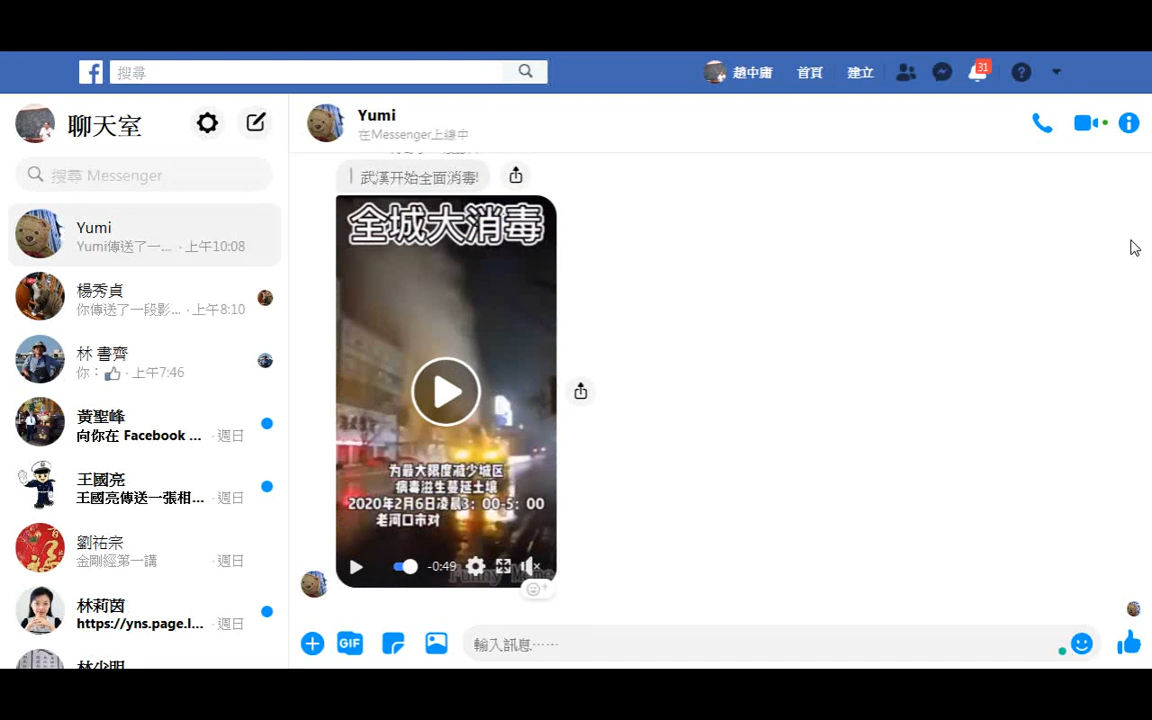 搜尋
趙中庸
首頁
建立
31
聊天室
搜尋 Messenger
Yumi
Yumi傳送了一... · 上午10:08
楊秀貞
你傳送了一段影... · 上午8:10
林 書齊
你： · 上午7:46
黃聖峰
向你在 Facebook ... · 週日
王國亮
王國亮傳送一張相... · 週日
劉祐宗
金剛經第一講 · 週日
林莉茵
https://yns.page.l... · 週日
林少明
Yumi
在Messenger上線中
武漢开始全面消毒!
全城大消毒
为最大限度减少城区
病毒滋生蔓延土壤
2020年2月6日凌晨3：00-5：00
老河口市对
-0:49
GIF
輸入訊息……